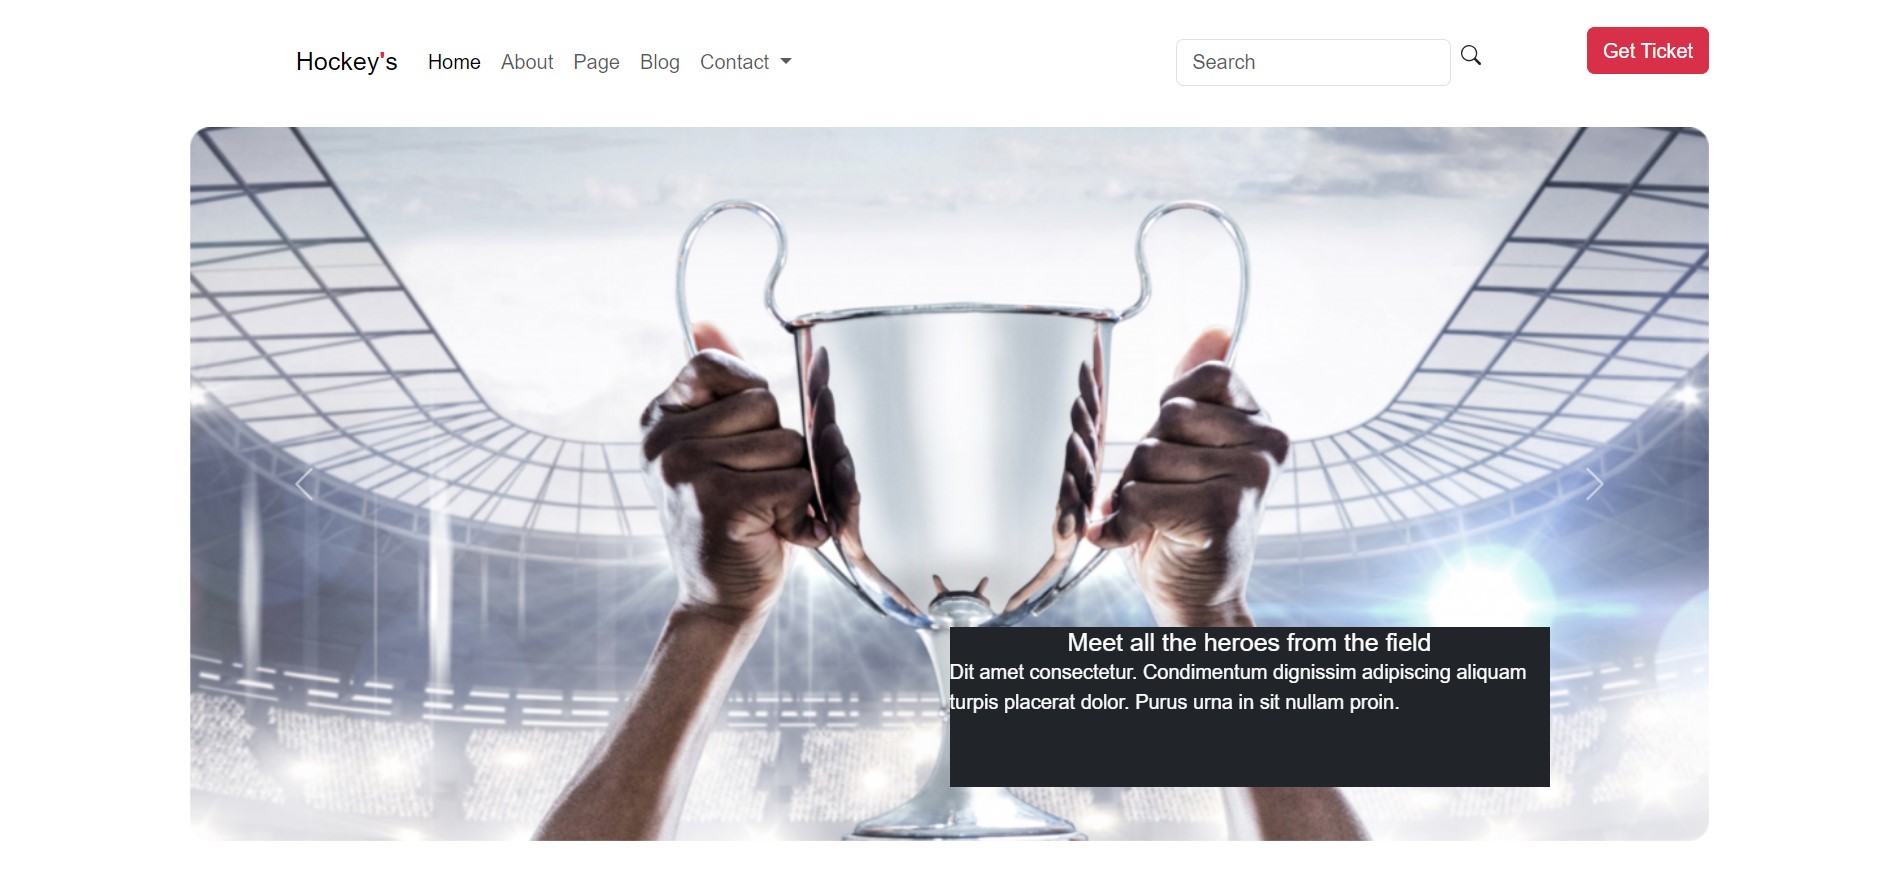 Hockey's Home About Page Blog Contact Search Get Ticket
Meet all the heroes from the field
Dit amet consectetur. Condimentum dignissim adipiscing aliquam
turpis placerat dolor. Purus urna in sit nullam proin.